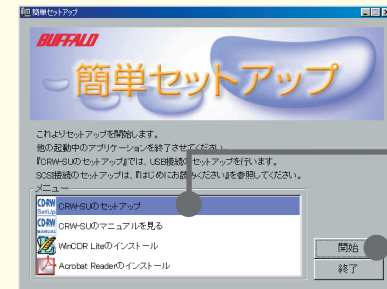 簡単セットアップ
BUFFALO
簡単セットアップ
これよりセットアップを開始します。
他の起動中のアプリケーションを終了させてください。
『CRW-SUのセットアップ』では、USB接続のセットアップを行います。
SCSI接続のセットアップは、『はじめにお読みください』を参照してください。
メニュー
CD-RW SetUp CRW-SUのセットアップ
CD-RW MANUAL CRW-SUのマニュアルを見る
WinCDR Liteのインストール
Acrobat Readerのインストール
開始
終了